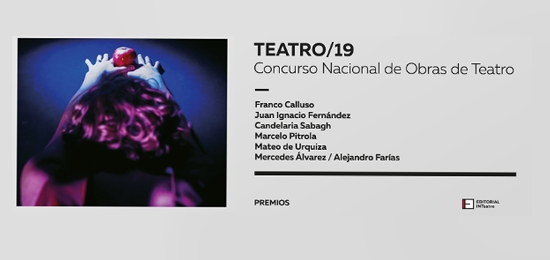 TEATRO/19
Concurso Nacional de Obras de Teatro
Franco Calluso
Juan Ignacio Fernández
Candelaria Sabagh
Marcelo Pitrola
Mateo de Urquiza
Mercedes Álvarez / Alejandro Farías
PREMIOS
EDITORIAL
INTeatro